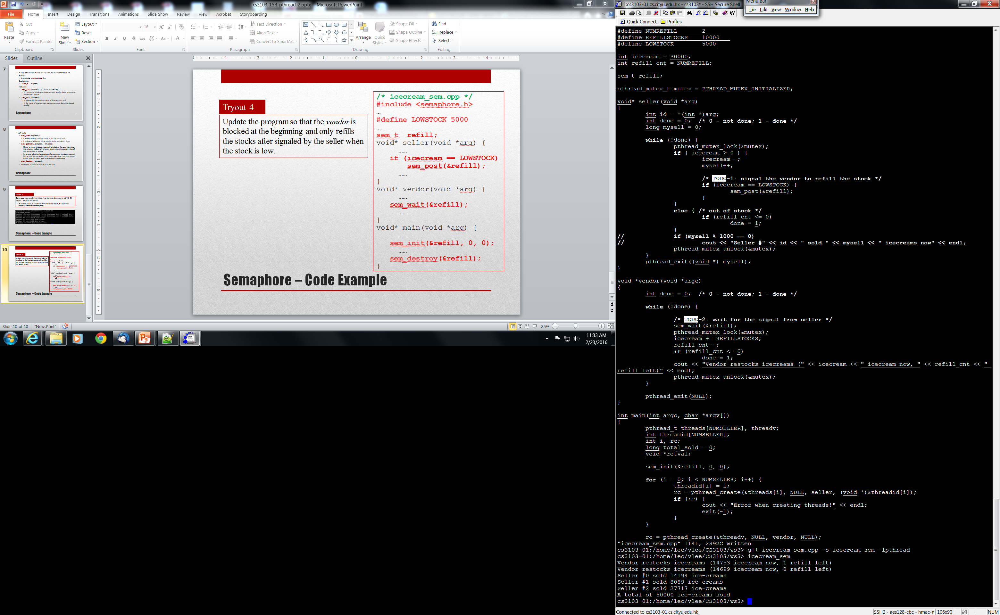 cs3103_15B_pthread_2.pptx - Microsoft PowerPoint
File Home Insert Design Transitions Animations Slide Show Review View Acrobat Storyboarding
Paste
Cut
Copy
Format Painter
Clipboard
New Slide
Layout
Reset
Section
Slides
16
Font
Text Direction
Align Text
Convert to SmartArt
Paragraph
Arrange
Quick Styles
Shape Fill
Shape Outline
Shape Effects
Drawing
Find
Replace
Select
Editing
Slides Outline
7
Semaphore
8
Semaphore
9
Semaphore – Code Example
10
Semaphore – Code Example
Tryout 4
Update the program so that the vendor is
blocked at the beginning and only refills
the stocks after signaled by the seller when
the stock is low.
/* icecream_sem.cpp */
#include <semaphore.h>
…
#define LOWSTOCK 5000
…
sem_t  refill;
void* seller(void *arg) {
……
if (icecream == LOWSTOCK)
sem_post(&refill);
……
}
void* vendor(void *arg) {
……
sem_wait(&refill);
……
}
void* main(void *arg) {
……
sem_init(&refill, 0, 0);
……
sem_destroy(&refill);
}
Semaphore – Code Example
Slide 10 of 10 "NewsPrint" 85%
11:33 AM
2/23/2016
1:cs3103-01.cs.cityu.edu.hk - cs3103* - SSH Secure Shell
Menu Bar
File Edit View Window Help
Quick Connect Profiles
#define NUMREFILL 2
#define REFILLSTOCKS 10000
#define LOWSTOCK 5000
int icecream = 30000;
int refill_cnt = NUMREFILL;
sem_t refill;
pthread_mutex_t mutex = PTHREAD_MUTEX_INITIALIZER;
void* seller(void *arg)
{
int id = *(int *)arg;
int done = 0;  /* 0 - not done; 1 - done */
long mysell = 0;
while (!done) {
pthread_mutex_lock(&mutex);
if ( icecream > 0 ) {
icecream--;
mysell++;
/* TODO-1: signal the vendor to refill the stock */
if (icecream == LOWSTOCK) {
sem_post(&refill);
}
}
else { /* out of stock */
if (refill_cnt <= 0)
done = 1;
}
// if (mysell % 1000 == 0)
// cout << "Seller #" << id << " sold " << mysell << " icecreams now" << endl;
pthread_mutex_unlock(&mutex);
}
pthread_exit((void *) mysell);
}
void *vendor(void *argc)
{
int done = 0;  /* 0 - not done; 1 - done */
while (!done) {
/* TODO-2: wait for the signal from seller */
sem_wait(&refill);
pthread_mutex_lock(&mutex);
icecream += REFILLSTOCKS;
refill_cnt--;
if (refill_cnt <= 0)
done = 1;
cout << "Vendor restocks icecreams (" << icecream << " icecream now, " << refill_cnt << "
refill left)" << endl;
pthread_mutex_unlock(&mutex);
}
pthread_exit(NULL);
}
int main(int argc, char *argv[])
{
pthread_t threads[NUMSELLER], threadv;
int threadid[NUMSELLER];
int i, rc;
long total_sold = 0;
void *retval;
sem_init(&refill, 0, 0);
for (i = 0; i < NUMSELLER; i++) {
threadid[i] = i;
rc = pthread_create(&threads[i], NULL, seller, (void *)&threadid[i]);
if (rc) {
cout << "Error when creating threads!" << endl;
exit(-1);
}
}
rc = pthread_create(&threadv, NULL, vendor, NULL);
"icecream_sem.cpp" 114L, 2392C written
cs3103-01:/home/lec/vlee/CS3103/ws3> g++ icecream_sem.cpp -o icecream_sem -lpthread
cs3103-01:/home/lec/vlee/CS3103/ws3> icecream_sem
Vendor restocks icecreams (14753 icecream now, 1 refill left)
Vendor restocks icecreams (14699 icecream now, 0 refill left)
Seller #0 sold 14194 ice-creams
Seller #1 sold 8089 ice-creams
Seller #2 sold 27717 ice-creams
A total of 50000 ice-creams sold
cs3103-01:/home/lec/vlee/CS3103/ws3>
Connected to cs3103-01.cs.cityu.edu.hk SSH2 - aes128-cbc - hmac-n 106x90 NUM